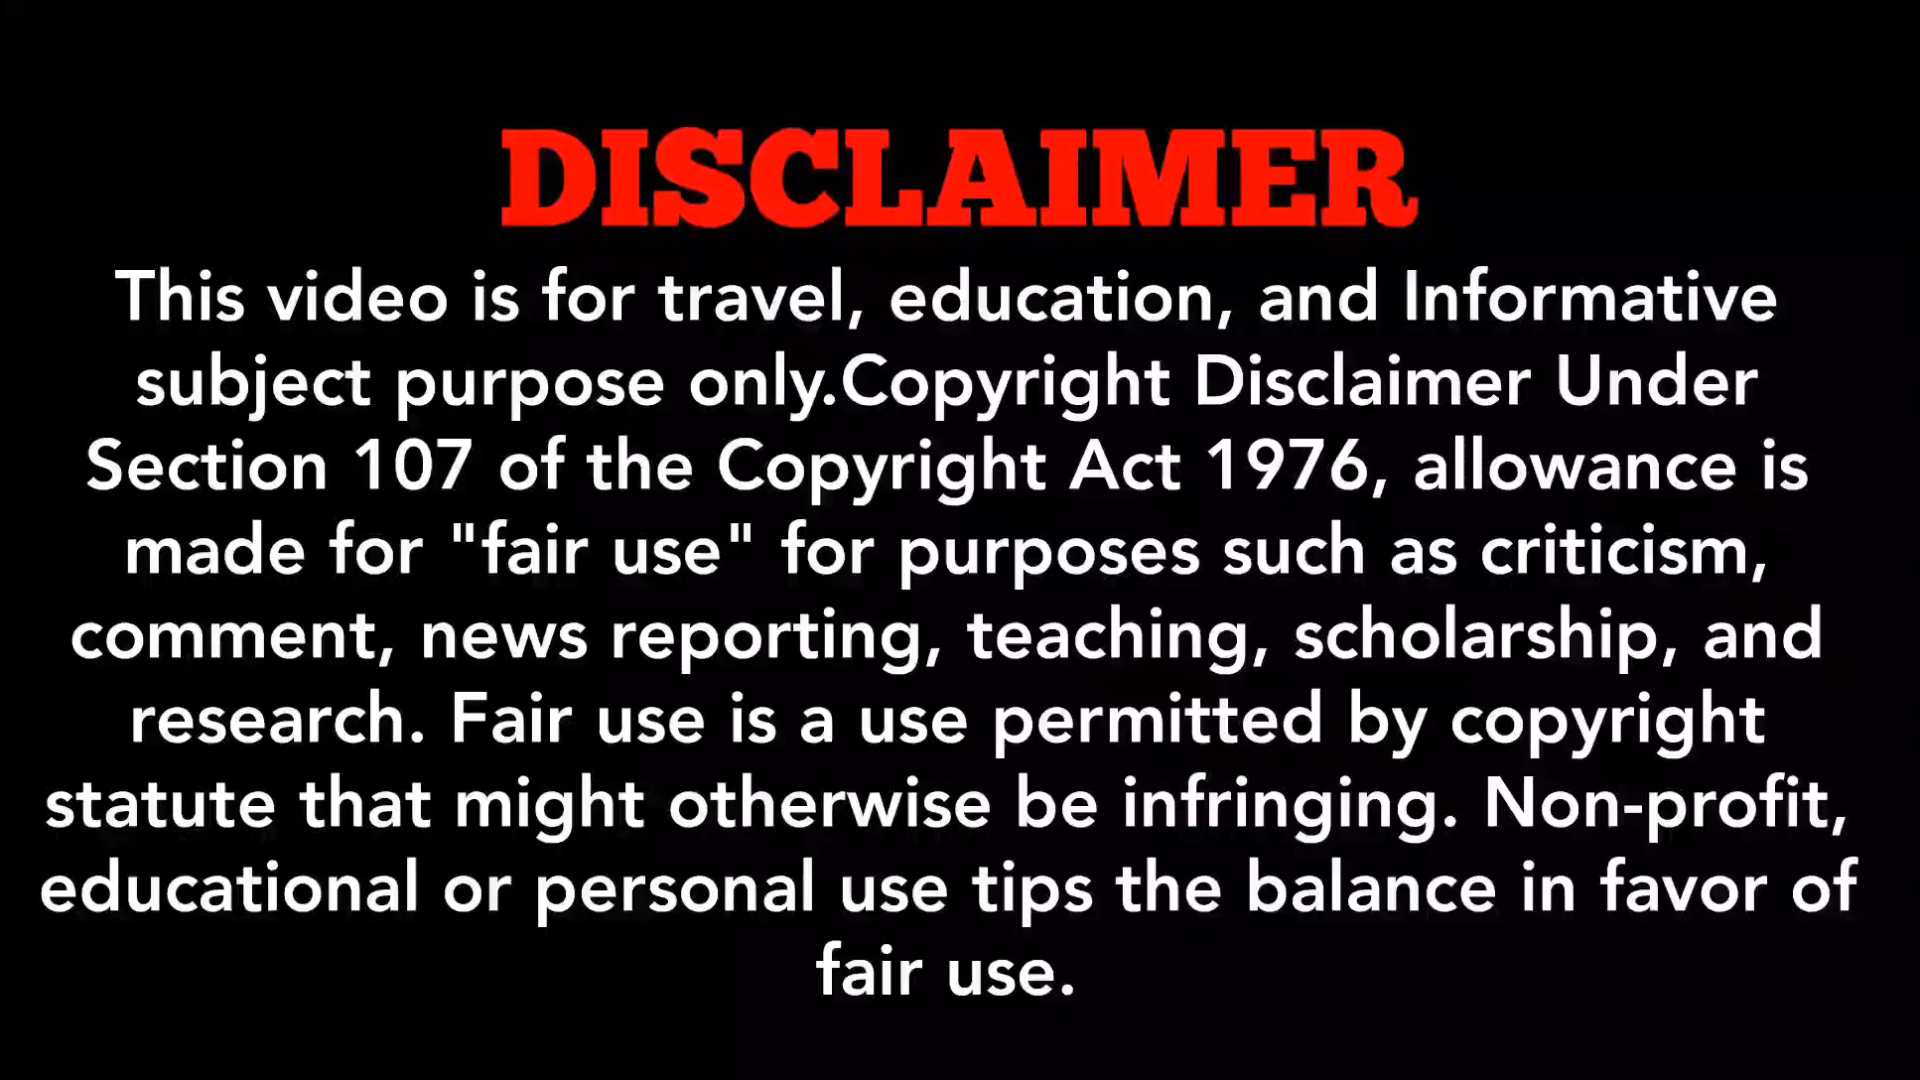 DISCLAIMER
This video is for travel, education, and Informative
subject purpose only.Copyright Disclaimer Under
Section 107 of the Copyright Act 1976, allowance is
made for "fair use" for purposes such as criticism,
comment, news reporting, teaching, scholarship, and
research. Fair use is a use permitted by copyright
statute that might otherwise be infringing. Non-profit,
educational or personal use tips the balance in favor of
fair use.